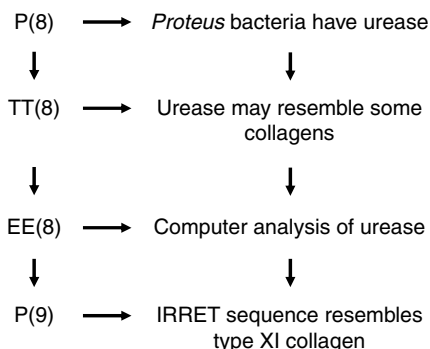 P(8) Proteus bacteria have urease
TT(8) Urease may resemble some
collagens
EE(8) Computer analysis of urease
P(9) IRRET sequence resembles
type XI collagen